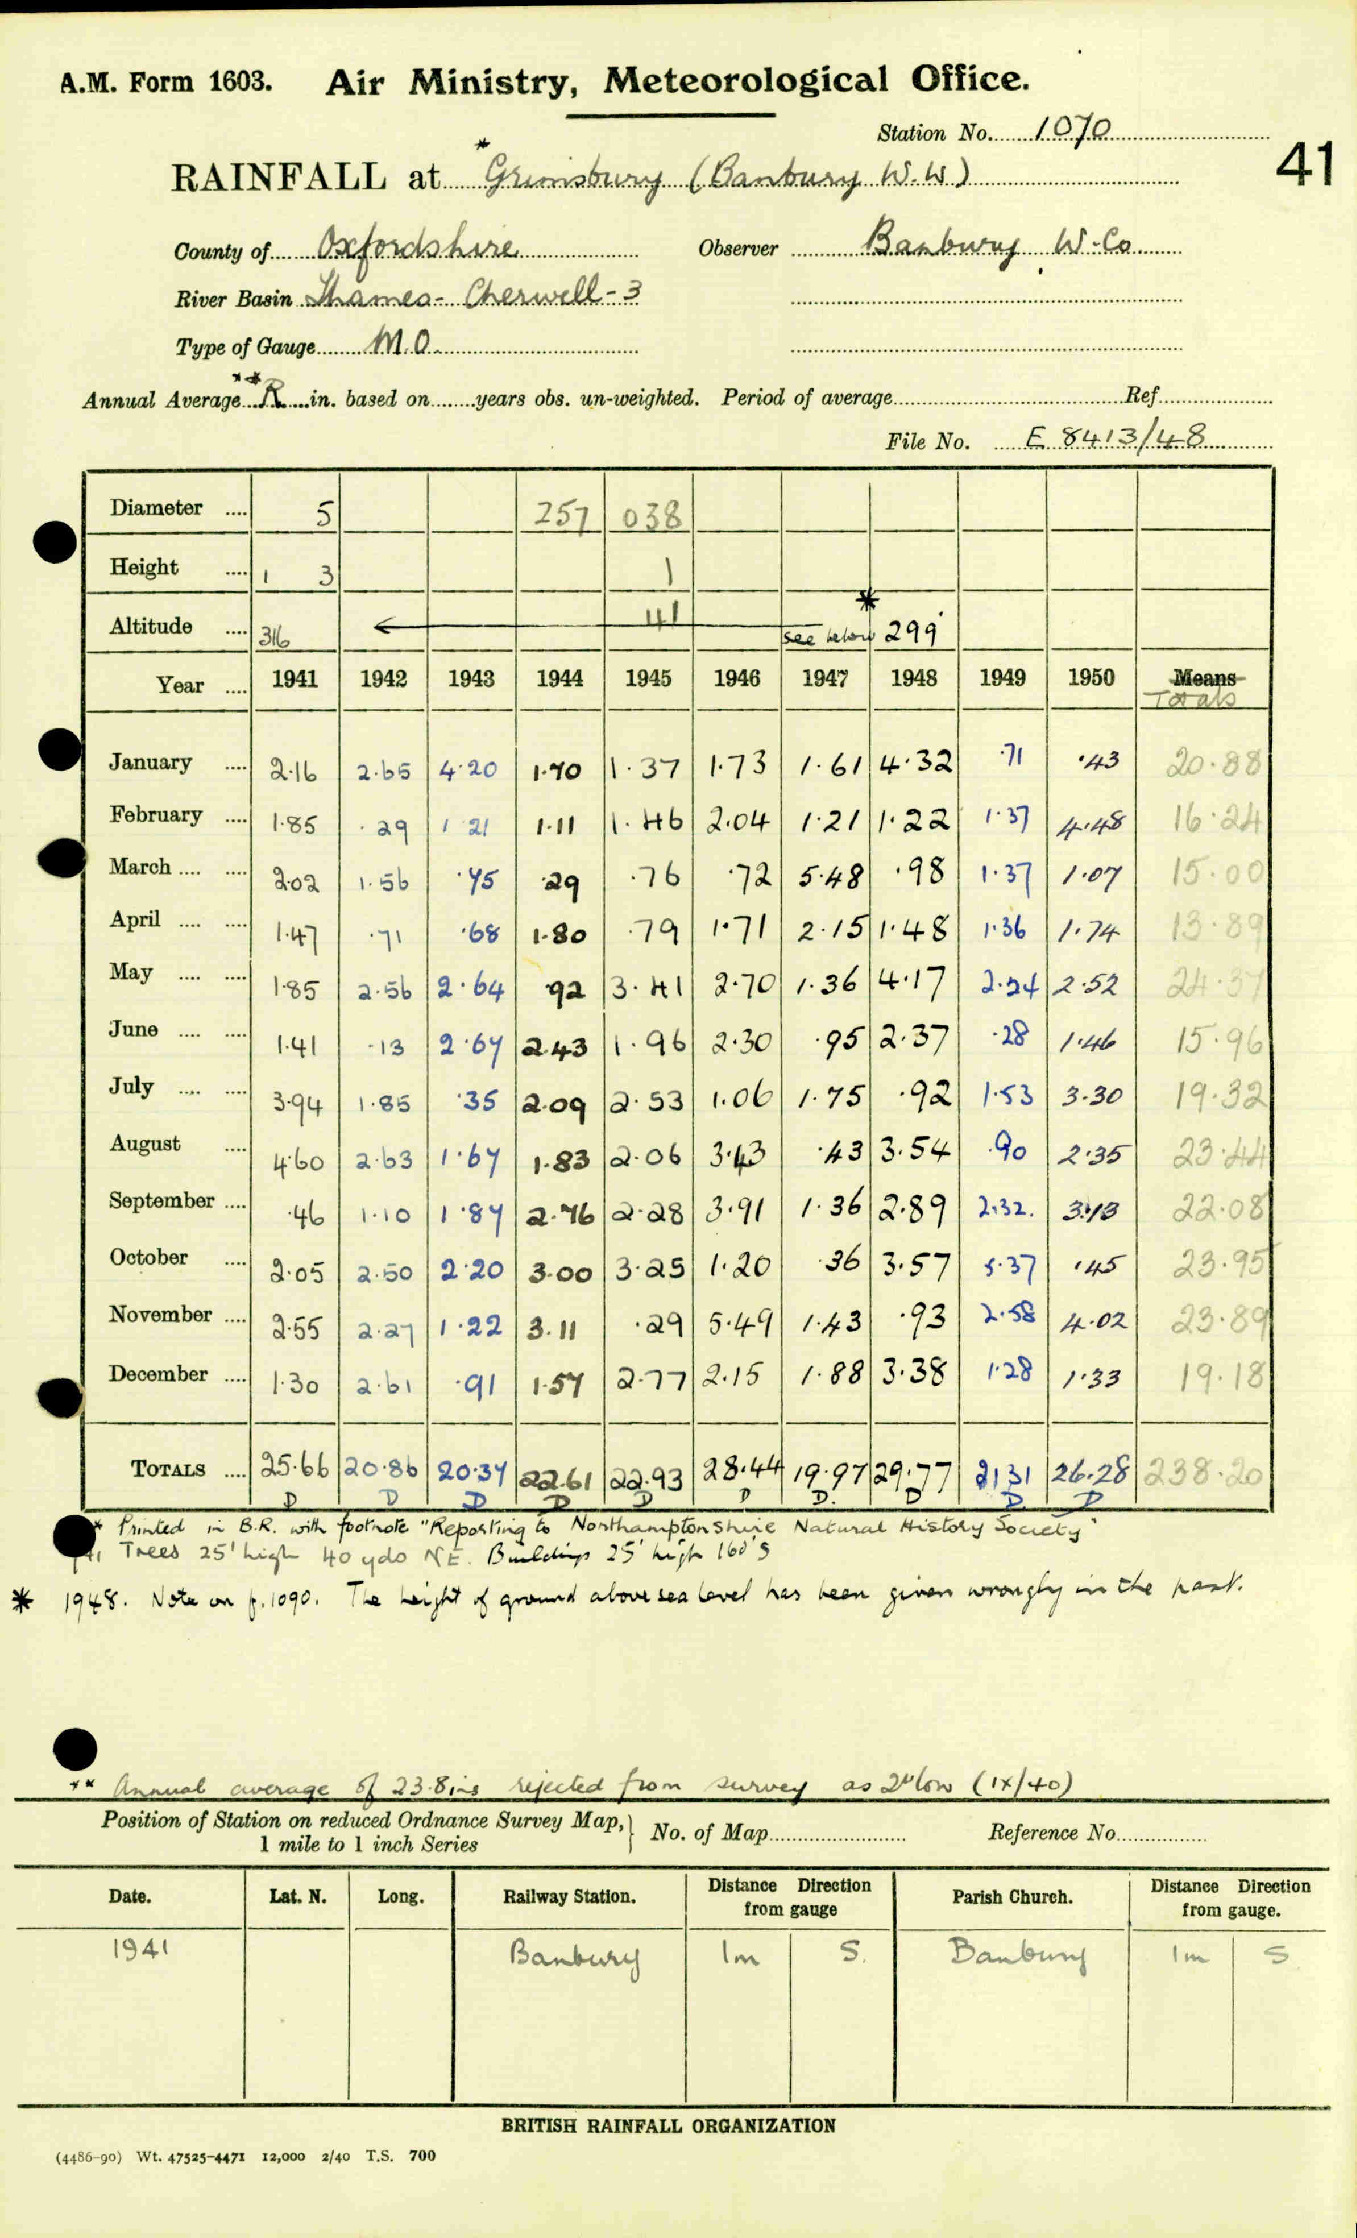 A.M. Form 1603. Air Ministry, Meteorological Office.
Station No. 1070
41
RAINFALL at *Grimsbury (Banbury W.W)
County of Oxfordshire Observer Banbury W. Co
River Basin Thames - Cherwell - 3
Type of Gauge M.O.
Annual Average **R in. based on years obs. un-weighted. Period of average Ref
File No. E 8413/48
Diameter .... 5 257 038
Height .... 1 3 1
Altitude .... 316 41 see below * 299
Year .... 1941 1942 1943 1944 1945 1946 1947 1948 1949 1950 Means
Totals
January .... 2.16 2.65 4.20 1.70 1.37 1.73 1.61 4.32 .71 .43 20.88
February .... 1.85 .29 1 21 1.11 1.46 2.04 1.21 1.22 1.37 4.48 16.24
March .... .... 2.02 1.56 .75 .29 .76 .72 5.48 .98 1.37 1.07 15.00
April .... .... 1.47 .71 .68 1.80 .79 1.71 2.15 1.48 1.36 1.74 13.89
May .... .... 1.85 2.56 2.64 .92 3.41 2.70 1.36 4.17 2.24 2.52 24.37
June .... .... 1.41 .13 2.67 2.43 1.96 2.30 .95 2.37 .28 1.46 15.96
July .... .... 3.94 1.85 .35 2.09 2.53 1.06 1.75 .92 1.53 3.30 19.32
August .... 4.60 2.63 1.67 1.83 2.06 3.43 .43 3.54 .90 2.35 23.44
September .... .46 1.10 1.87 2.76 2.28 3.91 1.36 2.89 2.32. 3.13 22.08
October .... 2.05 2.50 2.20 3.00 3.25 1.20 .36 3.57 5.37 .45 23.95
November .... 2.55 2.27 1.22 3.11 .29 5.49 1.43 .93 2.58 4.02 23.89
December .... 1.30 2.61 .91 1.57 2.77 2.15 1.88 3.38 1.28 1.33 19.18
TOTALS .... 25.66 20.86 20.37 22.61 22.93 28.44 19.97 29.77 21.31 26.28 238.20
D D D D D D D. D D. D
* Printed in B.R. with footnote "Reporting to Northamptonshire Natural History Society"
Trees 25' high 40 yds NE. Buildings 25' high 160' S
* 1948. Note on p.1090. The height of ground above sea level has been given wrongly in the past.
** Annual average of 23.8ins rejected from survey as 2" low (IX/40)
Position of Station on reduced Ordnance Survey Map, No. of Map Reference No.
1 mile to 1 inch Series
Date. Lat. N. Long. Railway Station. Distance Direction from gauge Parish Church. Distance Direction from gauge.
1941 Banbury 1m S. Banbury 1m S
BRITISH RAINFALL ORGANIZATION
(4486-90) Wt. 47525-4471 12,000 2/40 T.S. 700